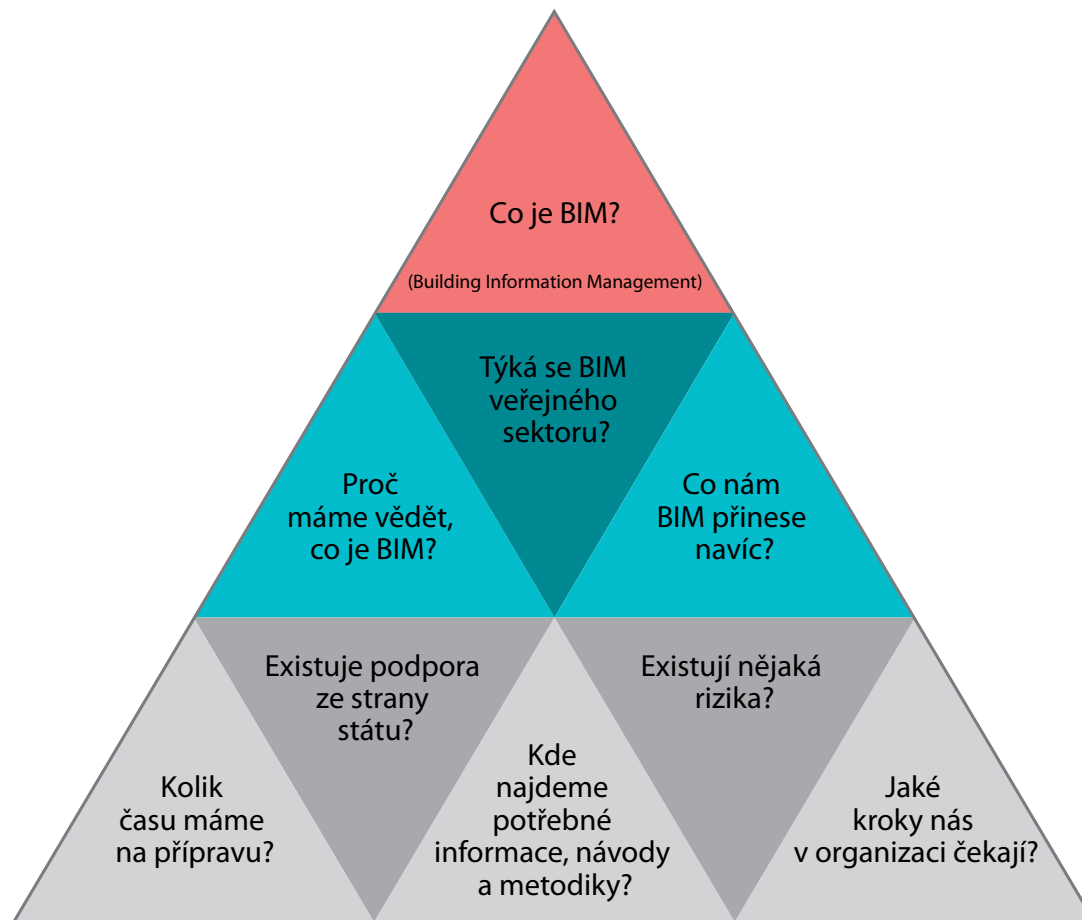 Co je BIM?
(Building Information Management)
Týká se BIM
veřejného
sektoru?
Proč
máme vědět,
co je BIM?
Co nám
BIM přinese
navíc?
Existuje podpora
ze strany
státu?
Existují nějaká
rizika?
Kolik
času máme
na přípravu?
Kde
najdeme
potřebné
informace, návody
a metodiky?
Jaké
kroky nás
v organizaci čekají?